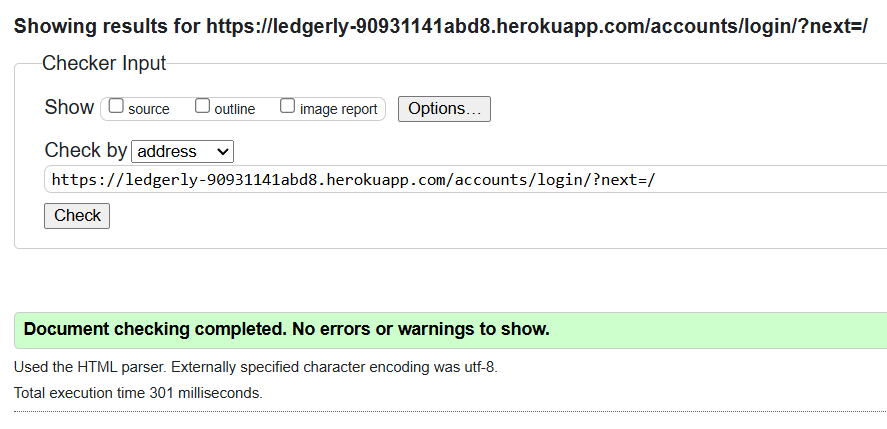 Showing results for https://ledgerly-90931141abd8.herokuapp.com/accounts/login/?next=/
Checker Input
Show source outline image report Options...
Check by address
https://ledgerly-90931141abd8.herokuapp.com/accounts/login/?next=/
Check
Document checking completed. No errors or warnings to show.
Used the HTML parser. Externally specified character encoding was utf-8.
Total execution time 301 milliseconds.